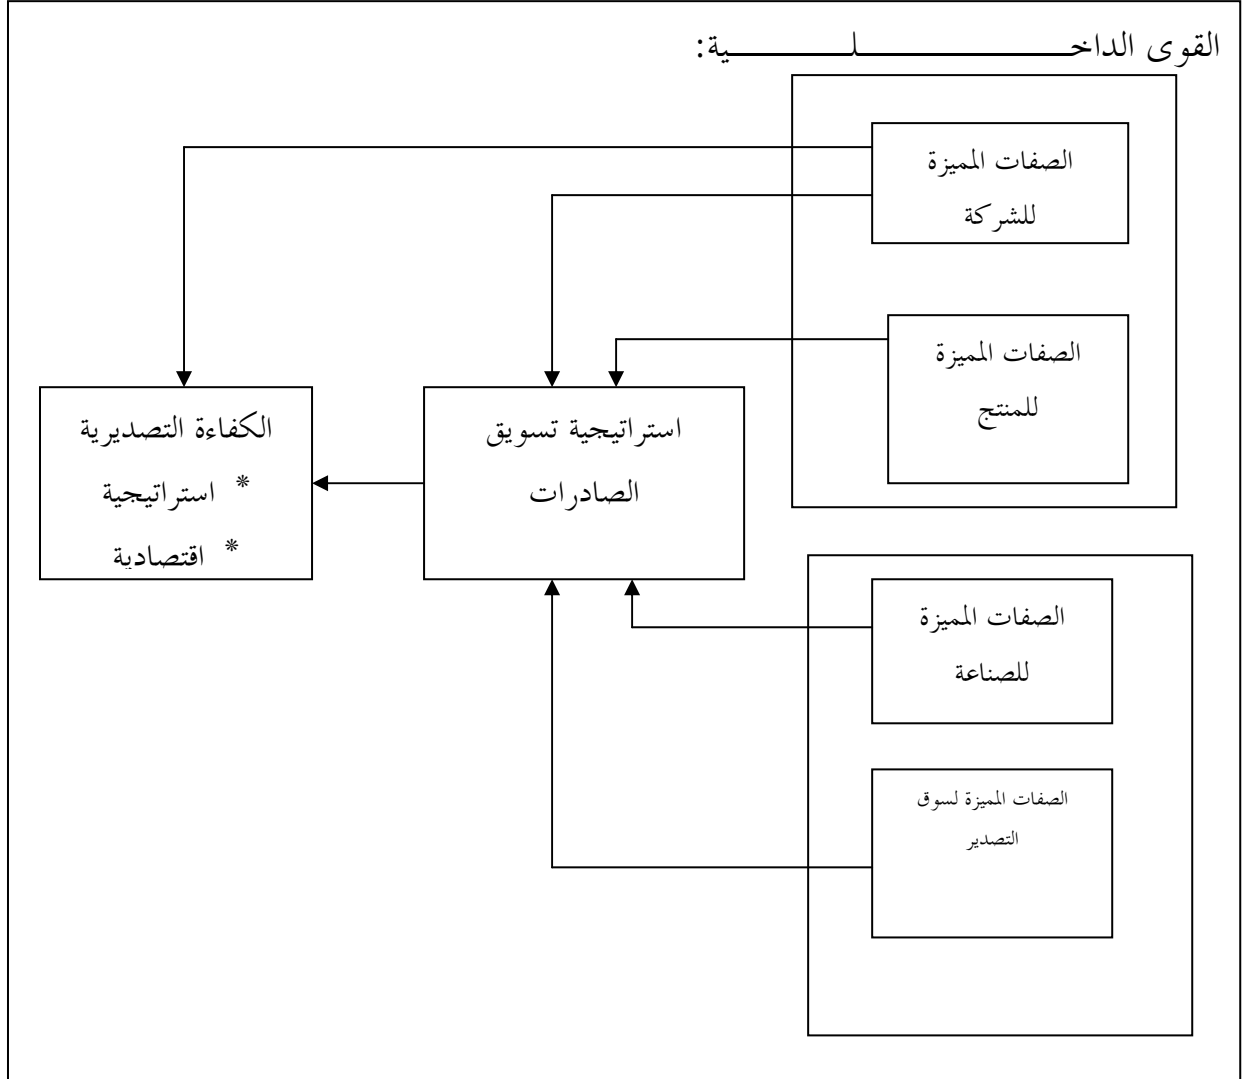 القوى الداخـــــلـــــية:
الصفات المميزة
للشركة
الصفات المميزة
للمنتج
استراتيجية تسويق
الصادرات
الكفاءة التصديرية
* استراتيجية
* اقتصادية
الصفات المميزة
للصناعة
الصفات المميزة لسوق
التصدير